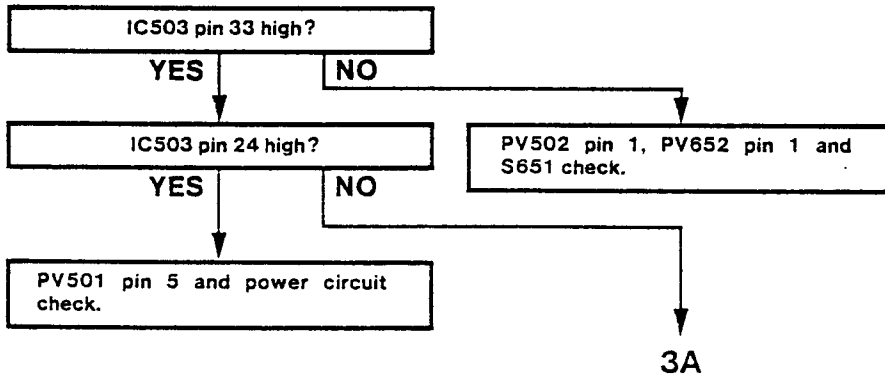 IC503 pin 33 high?
YES NO
IC503 pin 24 high?
PV502 pin 1, PV652 pin 1 and
S651 check.
YES NO
PV501 pin 5 and power circuit
check.
3A